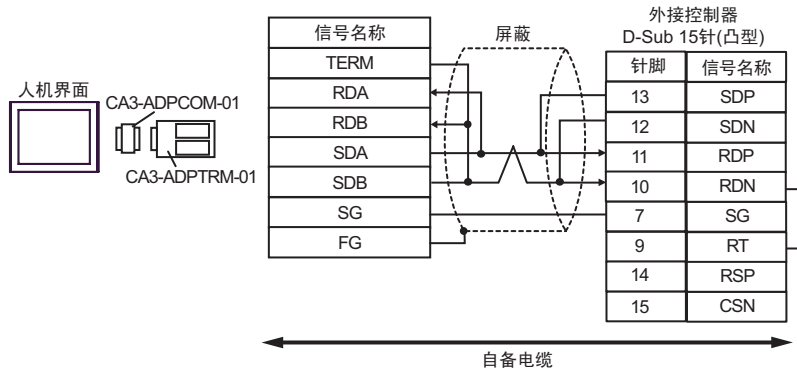 人机界面
CA3-ADPCOM-01
CA3-ADPTRM-01
信号名称
TERM
RDA
RDB
SDA
SDB
SG
FG
屏蔽
外接控制器
D-Sub 15针(凸型)
针脚 信号名称
13 SDP
12 SDN
11 RDP
10 RDN
7 SG
9 RT
14 RSP
15 CSN
自备电缆